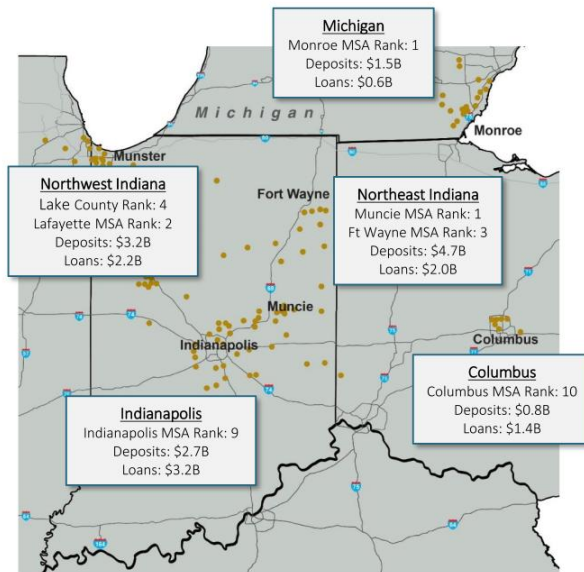 Michigan
Monroe MSA Rank: 1
Deposits: $1.5B
Loans: $0.6B
Michigan
Monroe
Munster
Northwest Indiana
Lake County Rank: 4
Lafayette MSA Rank: 2
Deposits: $3.2B
Loans: $2.2B
Fort Wayne
Northeast Indiana
Muncie MSA Rank: 1
Ft Wayne MSA Rank: 3
Deposits: $4.7B
Loans: $2.0B
Muncie
Indianapolis
Columbus
Columbus
Columbus MSA Rank: 10
Deposits: $0.8B
Loans: $1.4B
Indianapolis
Indianapolis MSA Rank: 9
Deposits: $2.7B
Loans: $3.2B